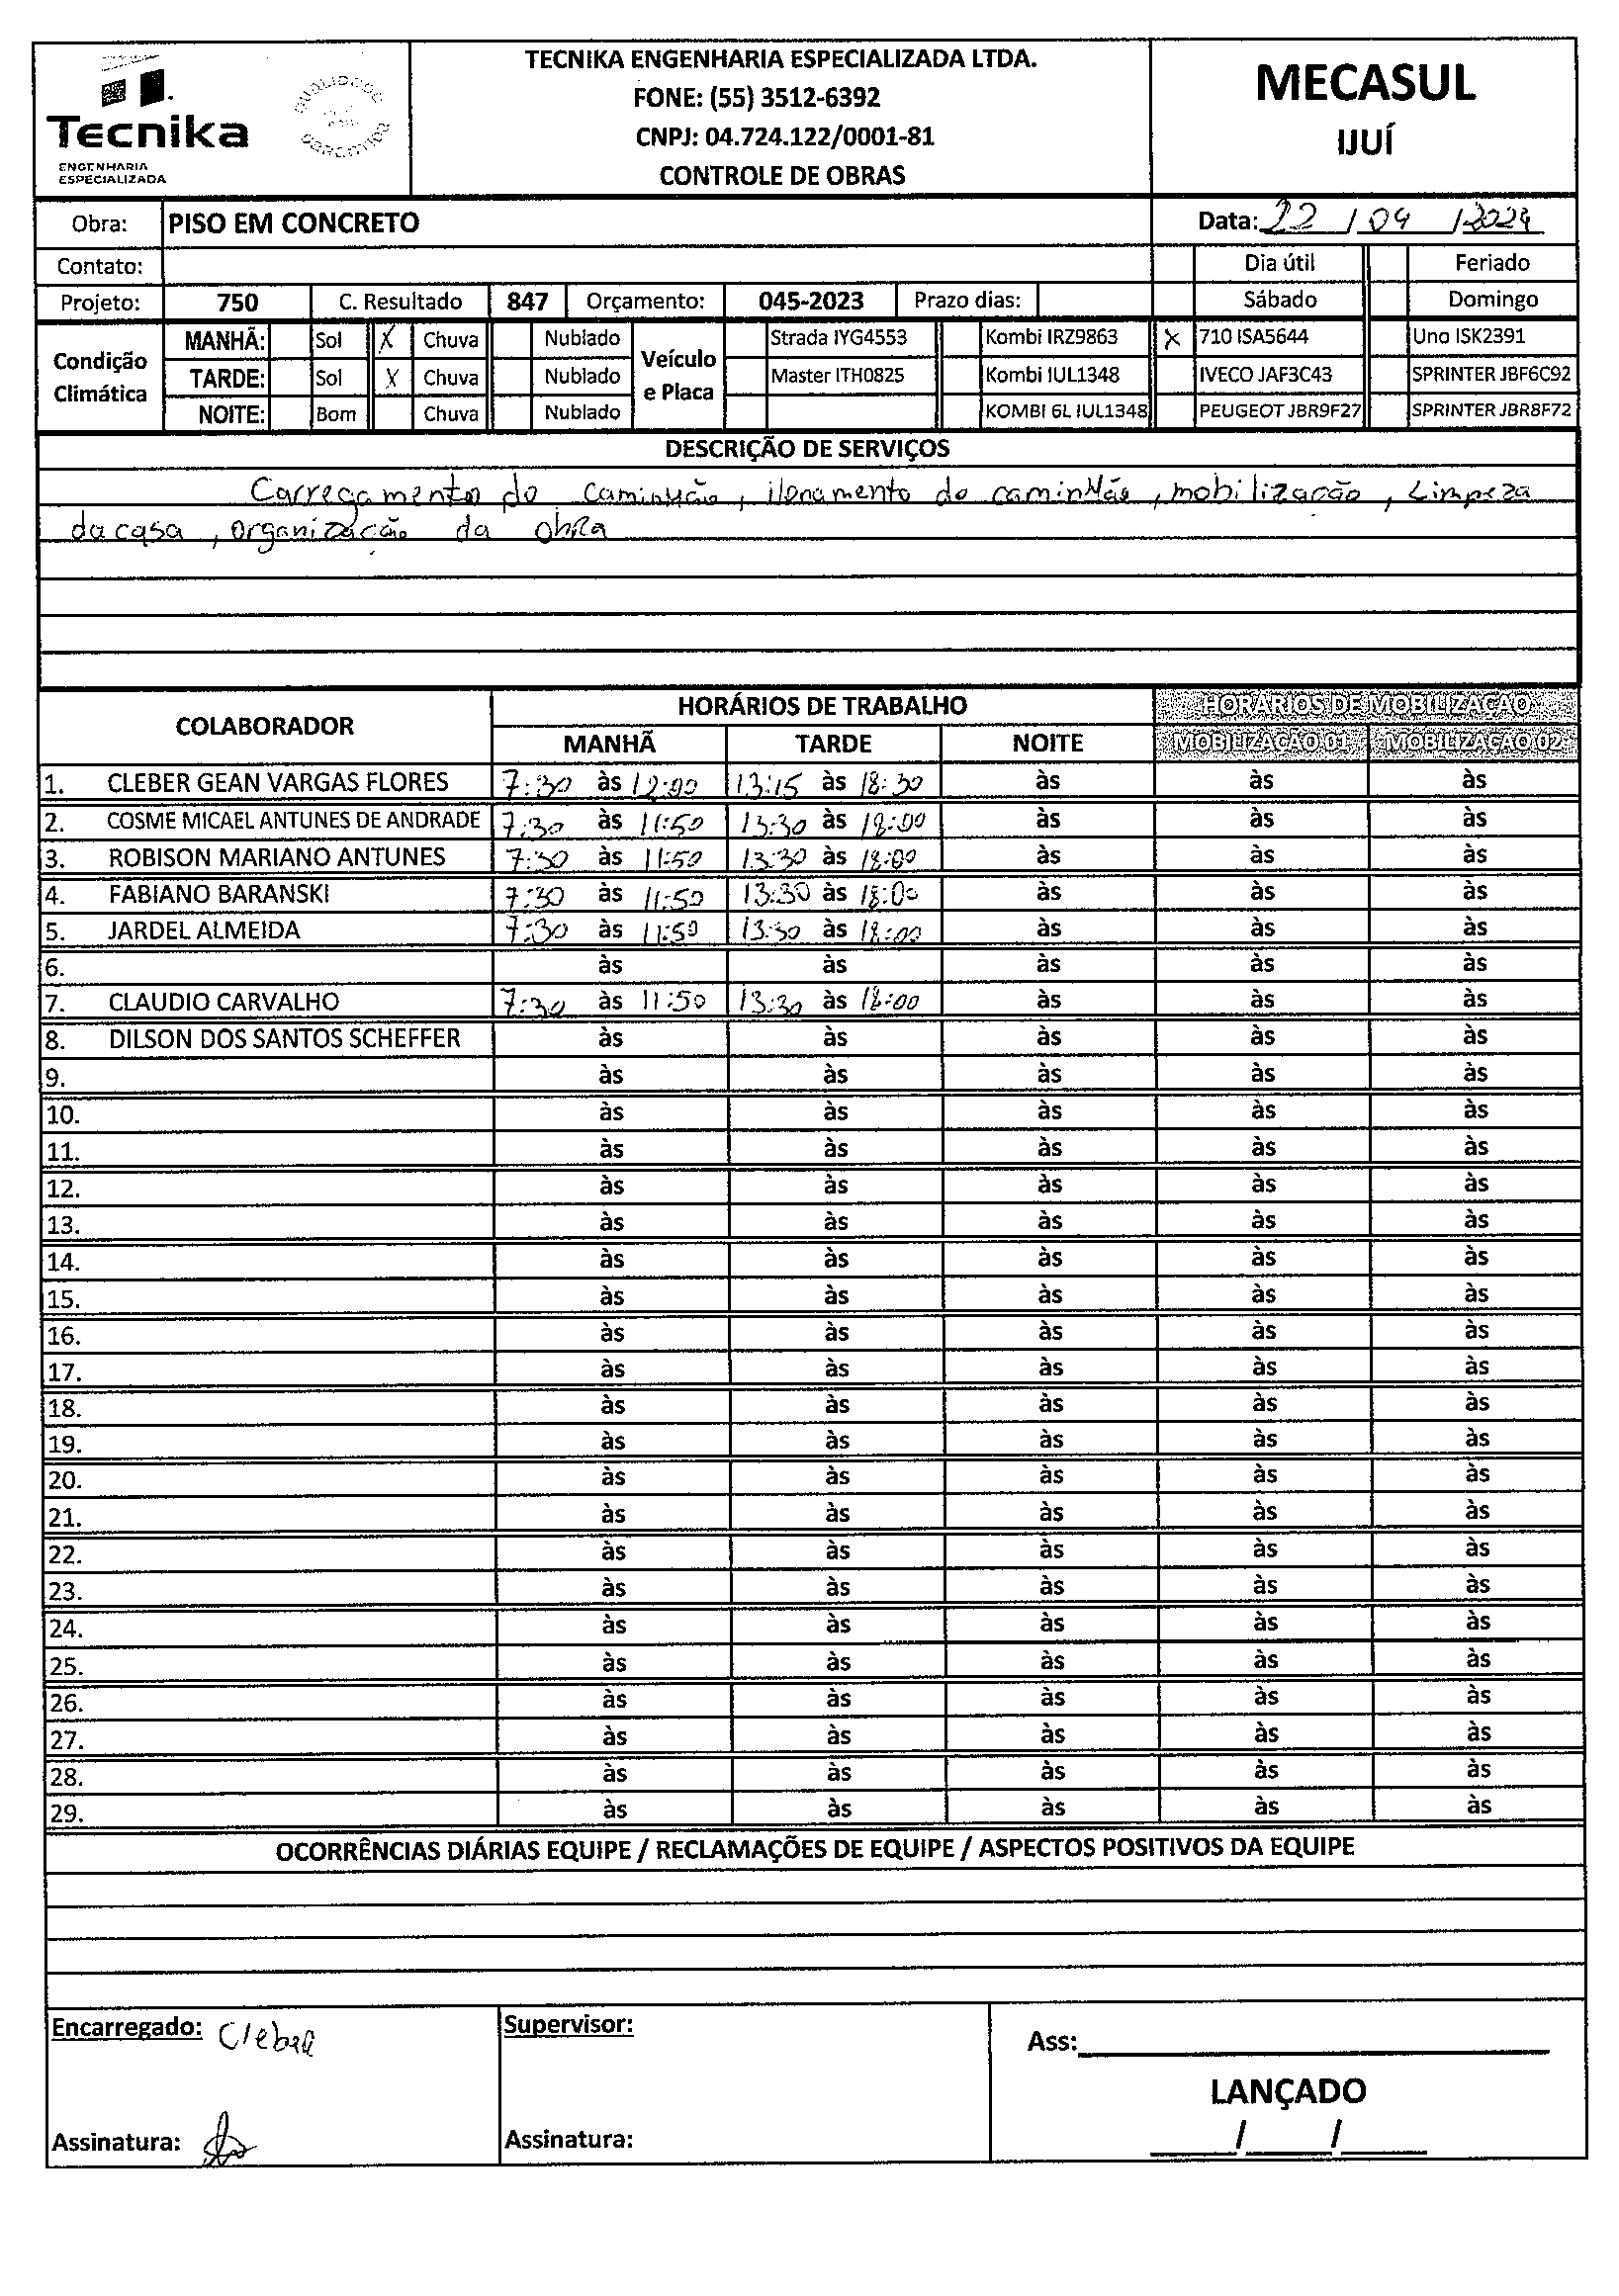 Tecnika
ENGENHARIA
ESPECIALIZADA
QUALIDADE
TECNIKA ENGENHARIA ESPECIALIZADA LTDA.
FONE: (55) 3512-6392
CNPJ: 04.724.122/0001-81
CONTROLE DE OBRAS
MECASUL
IJUÍ
Obra: PISO EM CONCRETO Data: 22 / 04 / 2024
Contato: Dia útil Feriado
Projeto: 750 C. Resultado 847 Orçamento: 045-2023 Prazo dias: Sábado Domingo
Condição Climática
MANHÃ: Sol X Chuva Nublado
TARDE: Sol X Chuva Nublado
NOITE: Bom Chuva Nublado
Veículo e Placa
Strada IYG4553 Kombi IRZ9863 X 710 ISA5644 Uno ISK2391
Master ITH0825 Kombi IUL1348 IVECO JAF3C43 SPRINTER JBF6C92
KOMBI 6L IUL1348 PEUGEOT JBR9F27 SPRINTER JBR8F72
DESCRIÇÃO DE SERVIÇOS
Carregamento do caminhão, do caminhão, mobilização, Limpeza
da casa, organização da obra
COLABORADOR HORÁRIOS DE TRABALHO HORÁRIOS DE MOBILIZAÇÃO
MANHÃ TARDE NOITE MOBILIZAÇÃO 01 MOBILIZAÇÃO 02
1. CLEBER GEAN VARGAS FLORES 7:30 às 12:00 13:15 às 18:30 às às às
2. COSME MICAEL ANTUNES DE ANDRADE 7:30 às 11:50 13:30 às 18:00 às às às
3. ROBISON MARIANO ANTUNES 7:30 às 11:50 13:30 às 18:00 às às às
4. FABIANO BARANSKI 7:30 às 11:50 13:30 às 18:00 às às às
5. JARDEL ALMEIDA 7:30 às 11:50 13:30 às 18:00 às às às
6. às às às às às
7. CLAUDIO CARVALHO 7:30 às 11:50 13:30 às 18:00 às às às
8. DILSON DOS SANTOS SCHEFFER às às às às às
9. às às às às às
10. às às às às às
11. às às às às às
12. às às às às às
13. às às às às às
14. às às às às às
15. às às às às às
16. às às às às às
17. às às às às às
18. às às às às às
19. às às às às às
20. às às às às às
21. às às às às às
22. às às às às às
23. às às às às às
24. às às às às às
25. às às às às às
26. às às às às às
27. às às às às às
28. às às às às às
29. às às às às às
OCORRÊNCIAS DIÁRIAS EQUIPE / RECLAMAÇÕES DE EQUIPE / ASPECTOS POSITIVOS DA EQUIPE
Encarregado: Cleber
Assinatura:
Supervisor:
Assinatura:
Ass:
LANÇADO
/ /